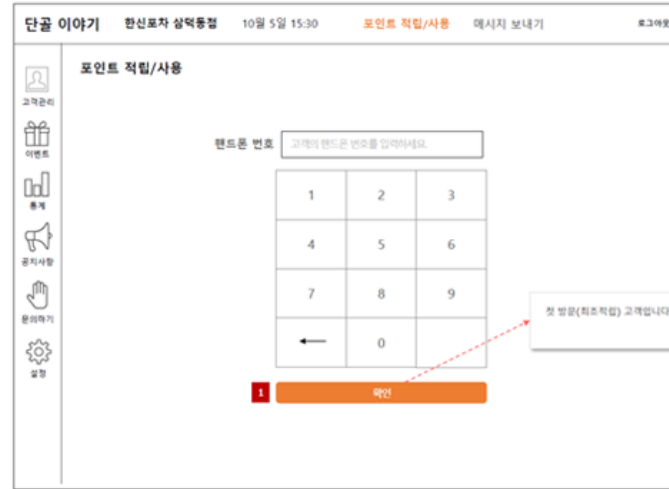 단골 이야기 한신포차 삼덕동점 10월 5일 15:30 포인트 적립/사용 메시지 보내기 로그아웃
포인트 적립/사용
고객관리
이벤트
통계
공지사항
문의하기
설정
핸드폰 번호 고객의 핸드폰 번호를 입력하세요.
1 2 3
4 5 6
7 8 9
← 0
1 확인
첫 방문(최초적립) 고객입니다